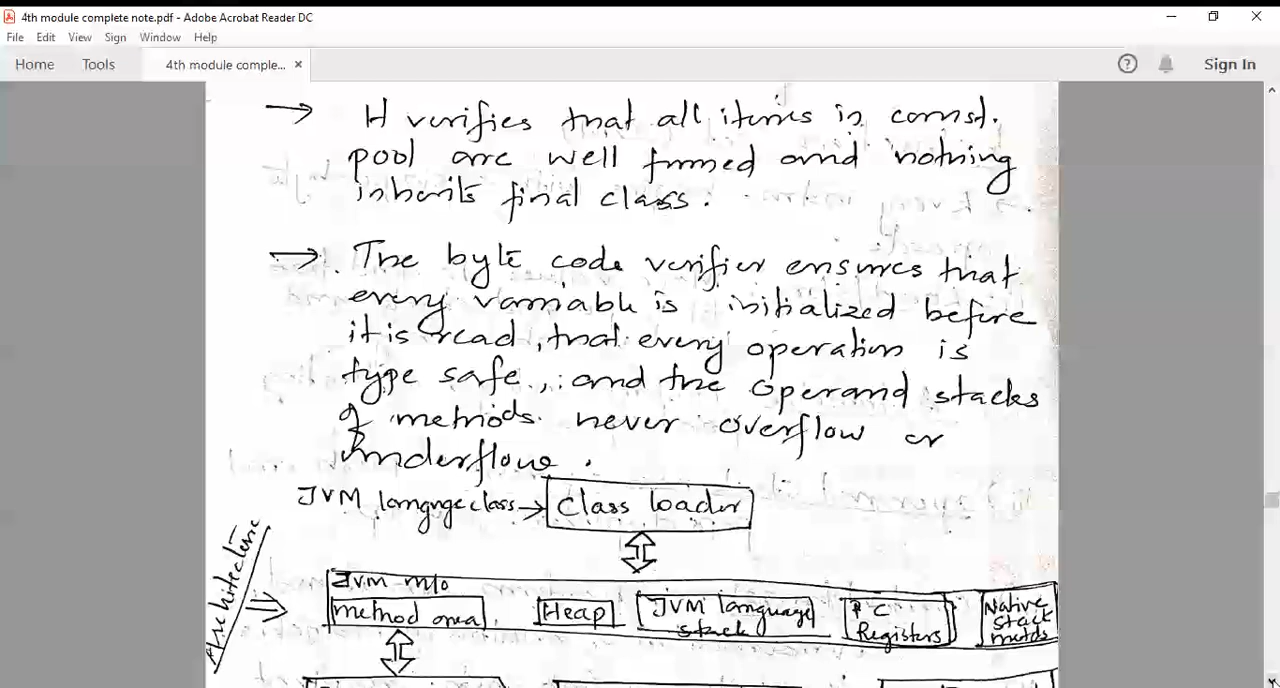 4th module complete note.pdf - Adobe Acrobat Reader DC
File Edit View Sign Window Help
Home Tools 4th module comple... × Sign In
→ It verifies that all items in const.
pool are well formed and nothing
inherits final class.
→ The byte code verifier ensures that
every variable is initialized before
it is read, that every operation is
type safe, and the operand stacks
of methods never overflow or
underflow.
JVM language class → Class loader
Architecture
JVM m/o
method area Heap JVM language stack PC Registers Native stack